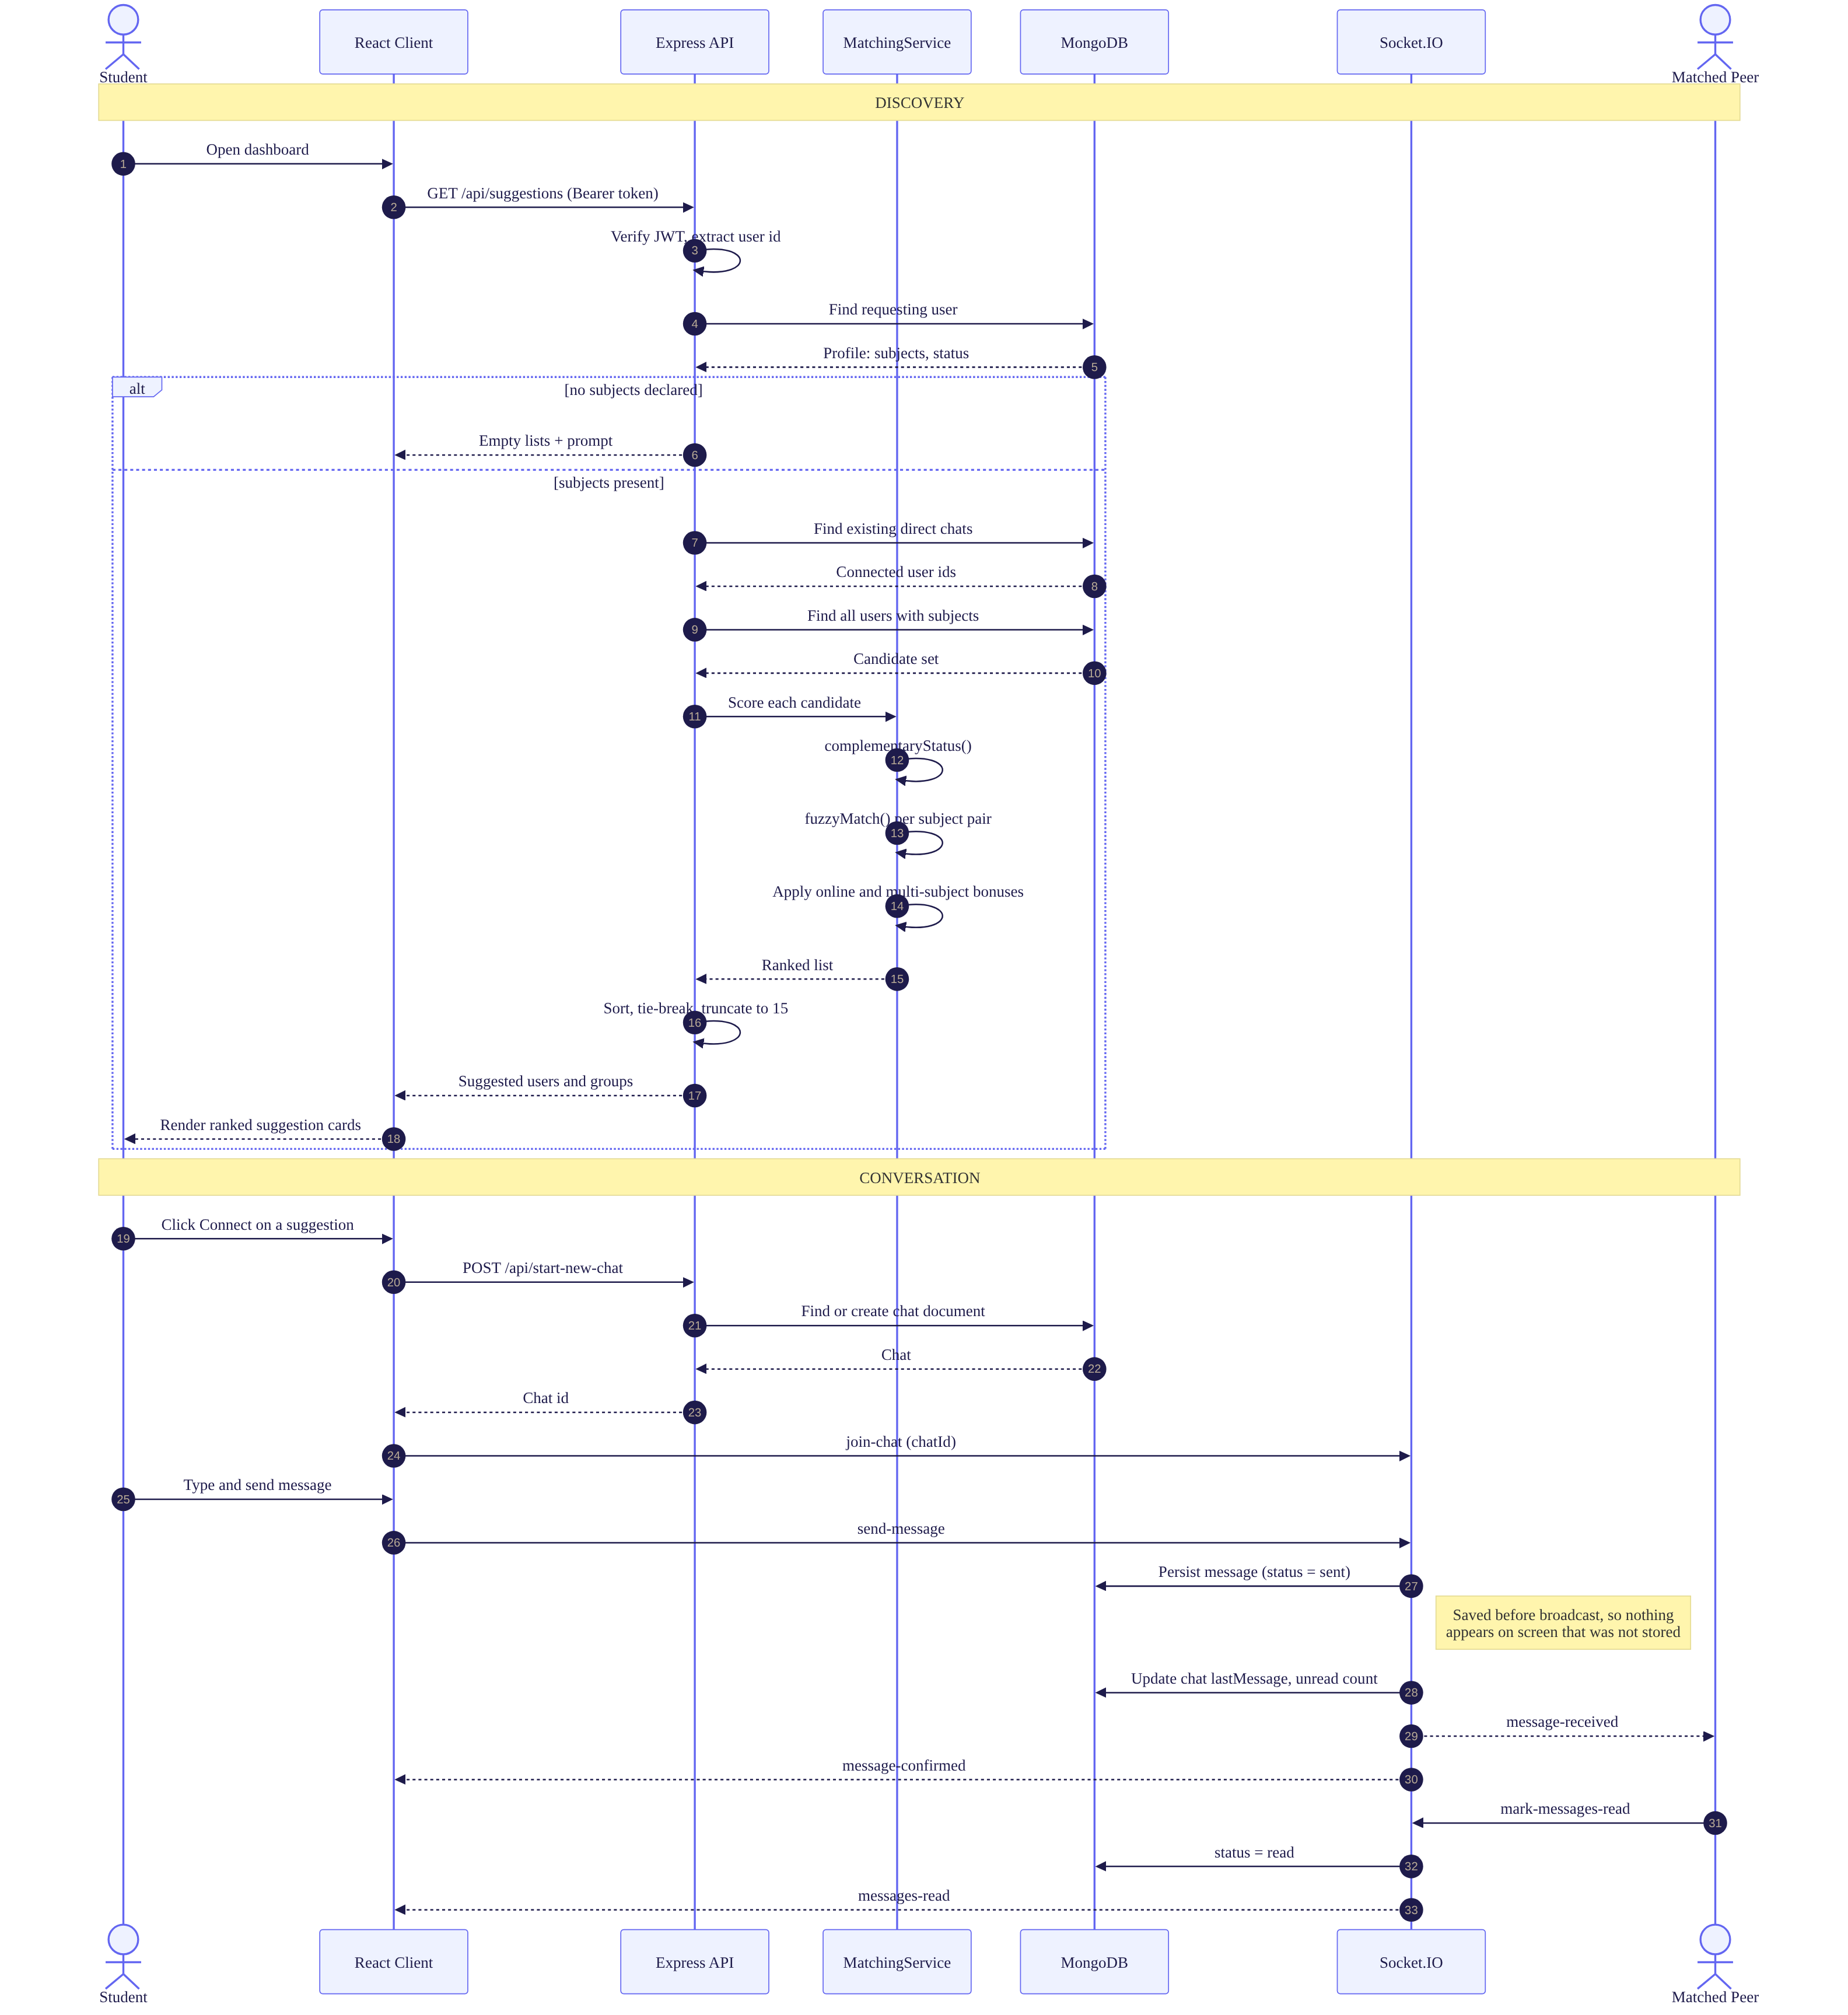 Student
React Client
Express API
MatchingService
MongoDB
Socket.IO
Matched Peer
DISCOVERY
Open dashboard
1
GET /api/suggestions (Bearer token)
2
Verify JWT, extract user id
3
Find requesting user
4
Profile: subjects, status
5
alt
[no subjects declared]
Empty lists + prompt
6
[subjects present]
Find existing direct chats
7
Connected user ids
8
Find all users with subjects
9
Candidate set
10
Score each candidate
11
complementaryStatus()
12
fuzzyMatch() per subject pair
13
Apply online and multi-subject bonuses
14
Ranked list
15
Sort, tie-break, truncate to 15
16
Suggested users and groups
17
Render ranked suggestion cards
18
CONVERSATION
Click Connect on a suggestion
19
POST /api/start-new-chat
20
Find or create chat document
21
Chat
22
Chat id
23
join-chat (chatId)
24
Type and send message
25
send-message
26
Persist message (status = sent)
27
Saved before broadcast, so nothing
appears on screen that was not stored
Update chat lastMessage, unread count
28
message-received
29
message-confirmed
30
mark-messages-read
31
status = read
32
messages-read
33
Student
React Client
Express API
MatchingService
MongoDB
Socket.IO
Matched Peer